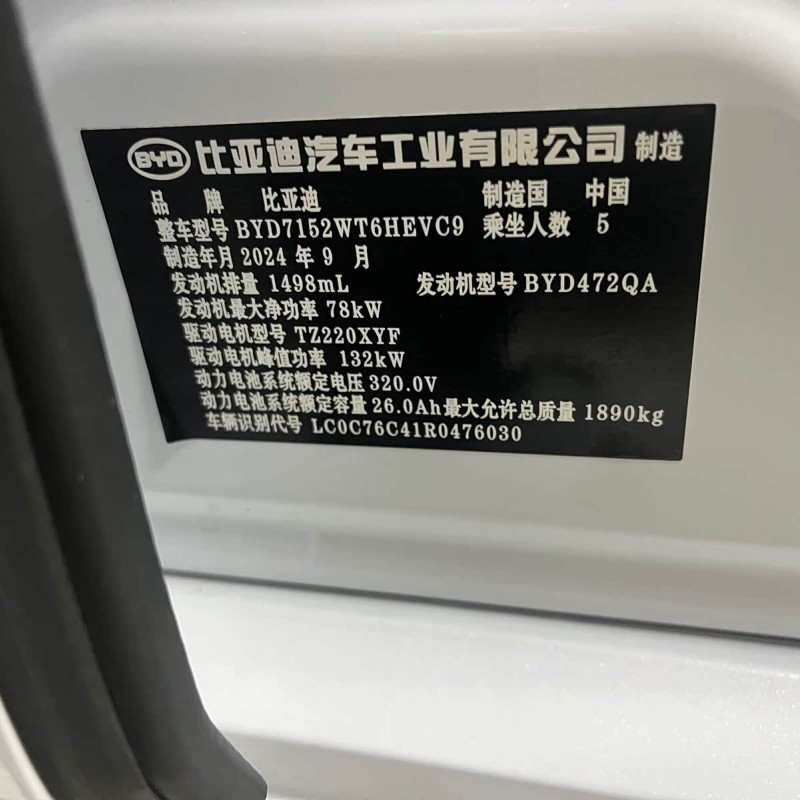 BYD 比亚迪汽车工业有限公司 制造
品 牌 比亚迪 制造国 中国
整车型号 BYD7152WT6HEVC9 乘坐人数 5
制造年月 2024 年 9 月
发动机排量 1498mL 发动机型号 BYD472QA
发动机最大净功率 78kW
驱动电机型号 TZ220XYF
驱动电机峰值功率 132kW
动力电池系统额定电压 320.0V
动力电池系统额定容量 26.0Ah 最大允许总质量 1890kg
车辆识别代号 LC0C76C41R0476030